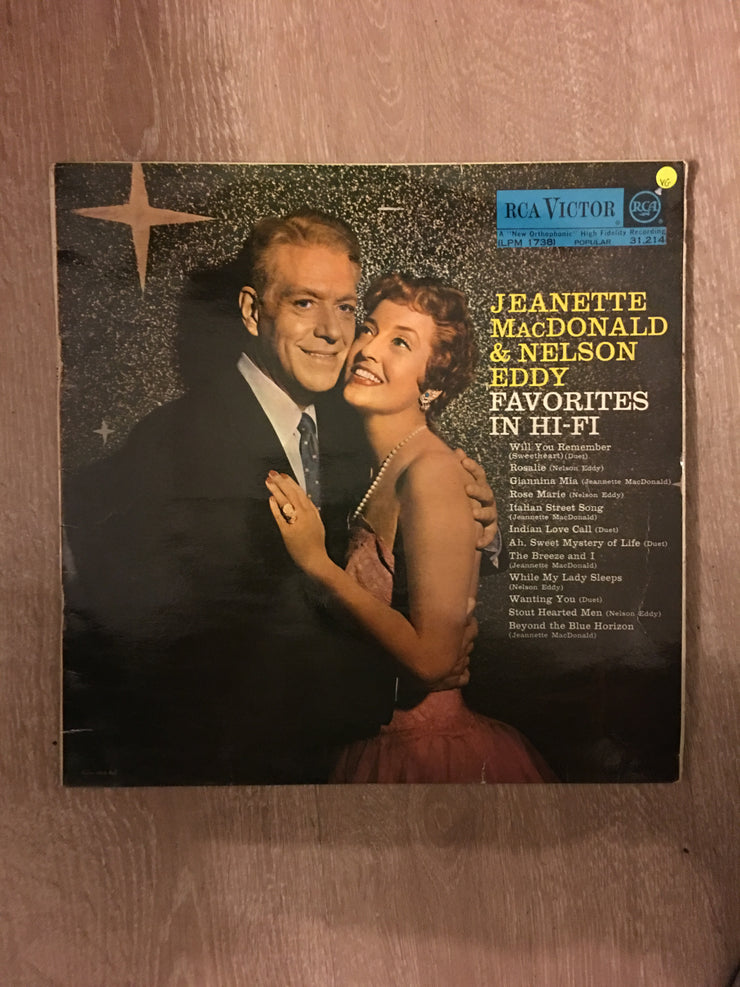 VG
RCA VICTOR
RCA
A "New Orthophonic" High Fidelity Recording
(LPM 1738) POPULAR 31.214
JEANETTE
MACDONALD
& NELSON
EDDY
FAVORITES
IN HI-FI
Will You Remember
(Sweetheart) (Duet)
Rosalie (Nelson Eddy)
Giannina Mia (Jeannette MacDonald)
Rose Marie (Nelson Eddy)
Italian Street Song
(Jeannette MacDonald)
Indian Love Call (Duet)
Ah, Sweet Mystery of Life (Duet)
The Breeze and I
(Jeannette MacDonald)
While My Lady Sleeps
(Nelson Eddy)
Wanting You (Duet)
Stout Hearted Men (Nelson Eddy)
Beyond the Blue Horizon
(Jeannette MacDonald)